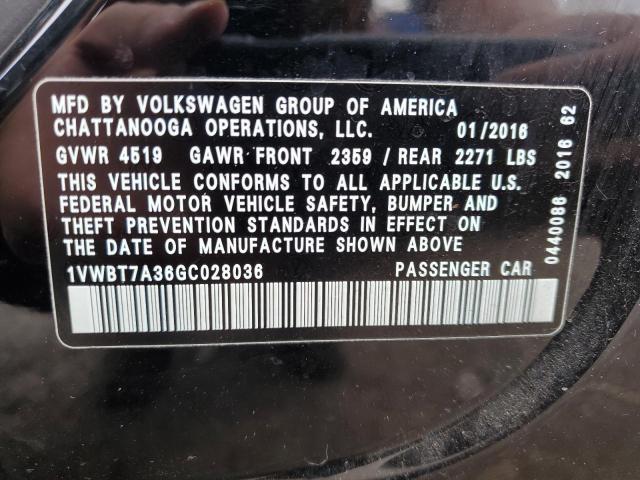 MFD BY VOLKSWAGEN GROUP OF AMERICA
CHATTANOOGA OPERATIONS, LLC. 01/2016
GVWR 4519 GAWR FRONT 2359 / REAR 2271 LBS
THIS VEHICLE CONFORMS TO ALL APPLICABLE U.S.
FEDERAL MOTOR VEHICLE SAFETY, BUMPER AND
THEFT PREVENTION STANDARDS IN EFFECT ON
THE DATE OF MANUFACTURE SHOWN ABOVE
1VWBT7A36GC028036 PASSENGER CAR
0440086 2016 62